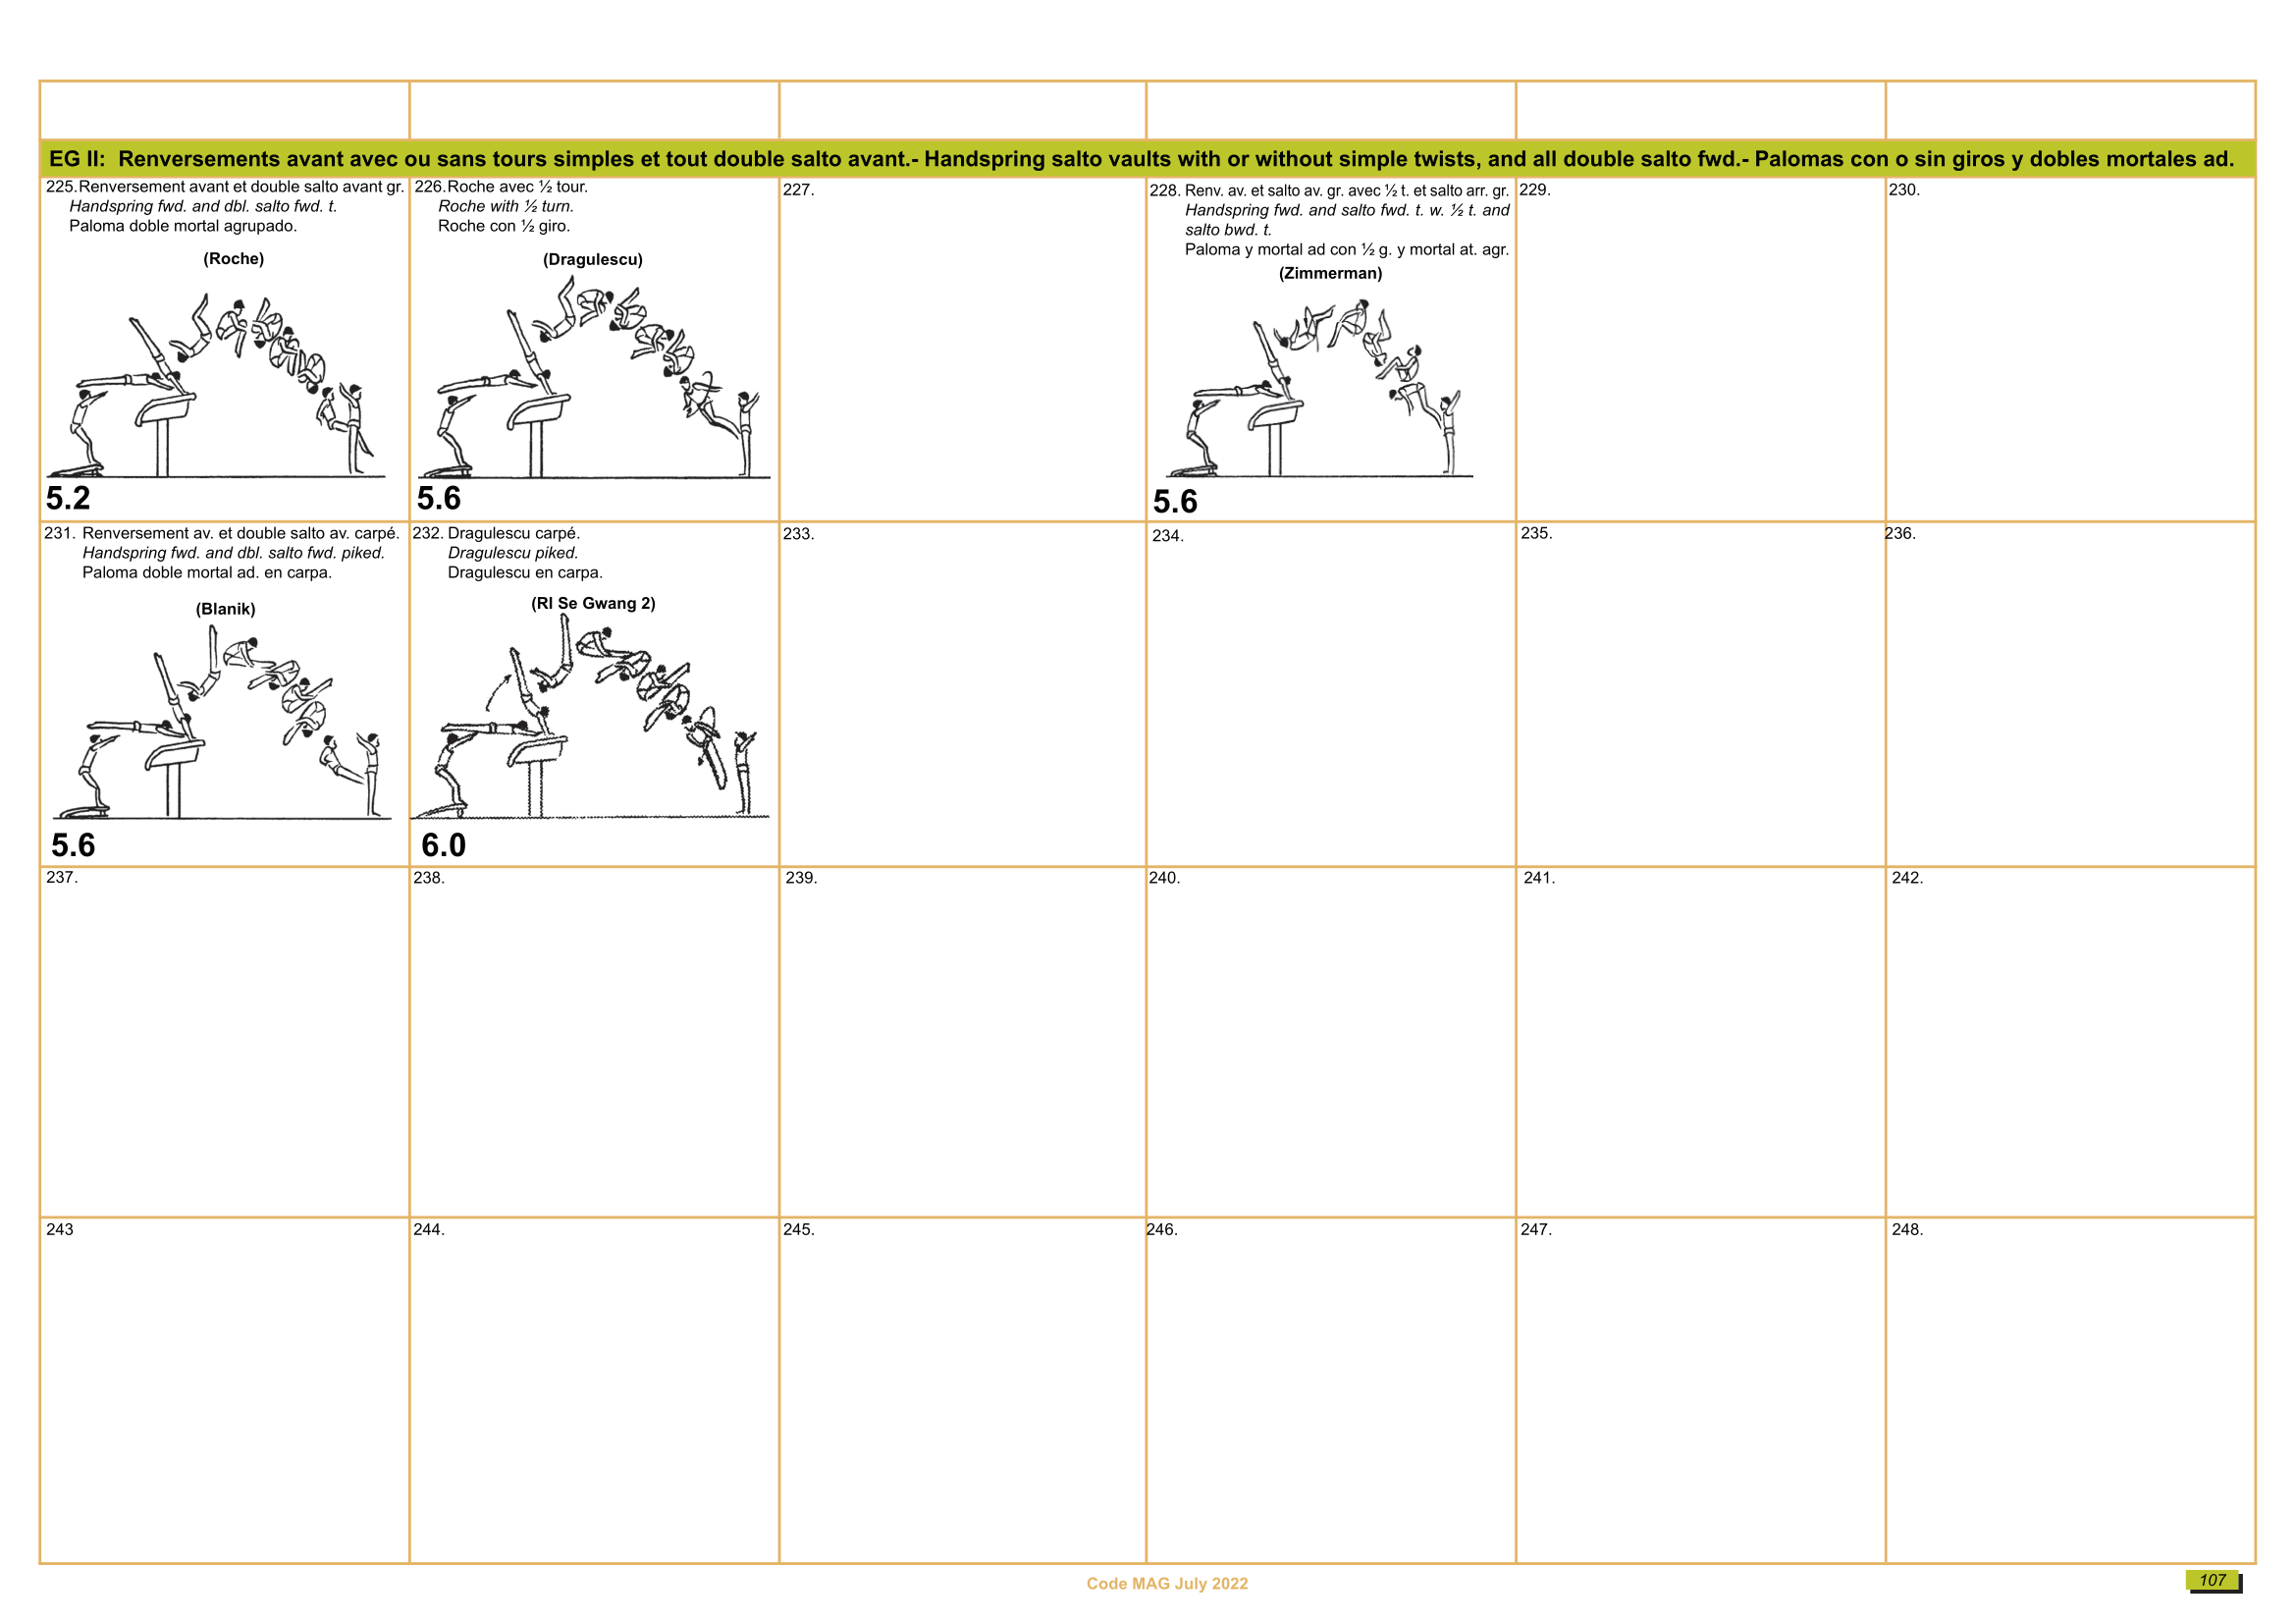 EG II: Renversements avant avec ou sans tours simples et tout double salto avant.- Handspring salto vaults with or without simple twists, and all double salto fwd.- Palomas con o sin giros y dobles mortales ad.
225.Renversement avant et double salto avant gr.
Handspring fwd. and dbl. salto fwd. t.
Paloma doble mortal agrupado.
(Roche)
5.2
226.Roche avec ½ tour.
Roche with ½ turn.
Roche con ½ giro.
(Dragulescu)
5.6
227.
228. Renv. av. et salto av. gr. avec ½ t. et salto arr. gr.
Handspring fwd. and salto fwd. t. w. ½ t. and
salto bwd. t.
Paloma y mortal ad con ½ g. y mortal at. agr.
(Zimmerman)
5.6
229.
230.
231. Renversement av. et double salto av. carpé.
Handspring fwd. and dbl. salto fwd. piked.
Paloma doble mortal ad. en carpa.
(Blanik)
5.6
232. Dragulescu carpé.
Dragulescu piked.
Dragulescu en carpa.
(RI Se Gwang 2)
6.0
233.
234.
235.
236.
237.
238.
239.
240.
241.
242.
243
244.
245.
246.
247.
248.
Code MAG July 2022
107